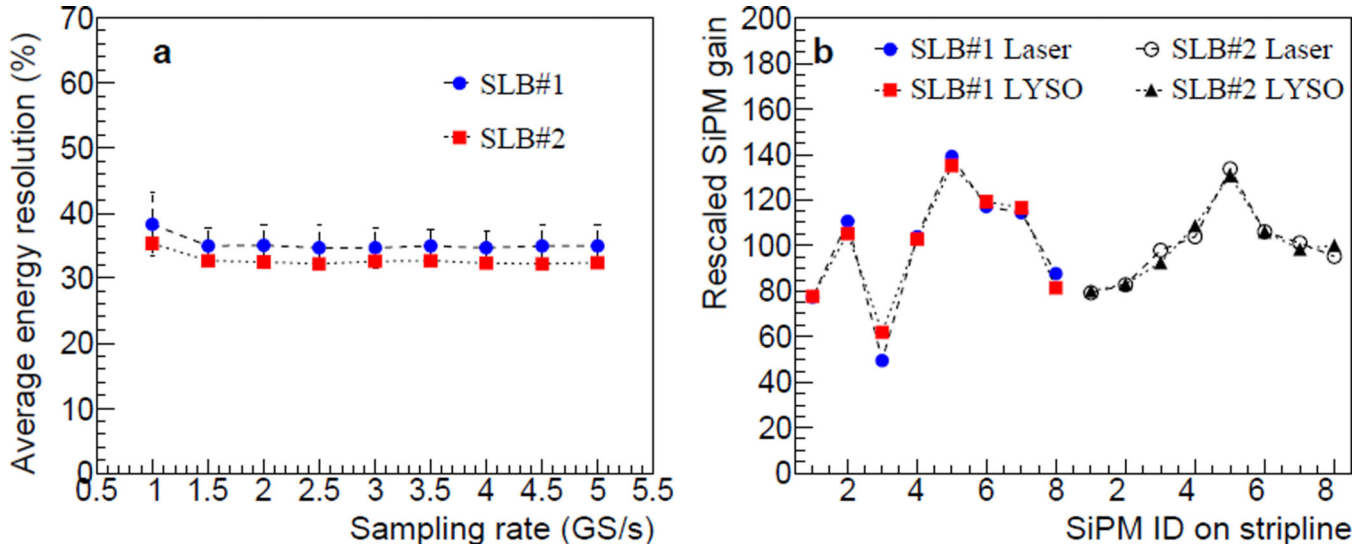 a
SLB#1
SLB#2
Average energy resolution (%)
70
60
50
40
30
20
10
0
0.5 1 1.5 2 2.5 3 3.5 4 4.5 5 5.5
Sampling rate (GS/s)
b
SLB#1 Laser
SLB#2 Laser
SLB#1 LYSO
SLB#2 LYSO
Rescaled SiPM gain
200
180
160
140
120
100
80
60
40
20
0
2 4 6 8 2 4 6 8
SiPM ID on stripline